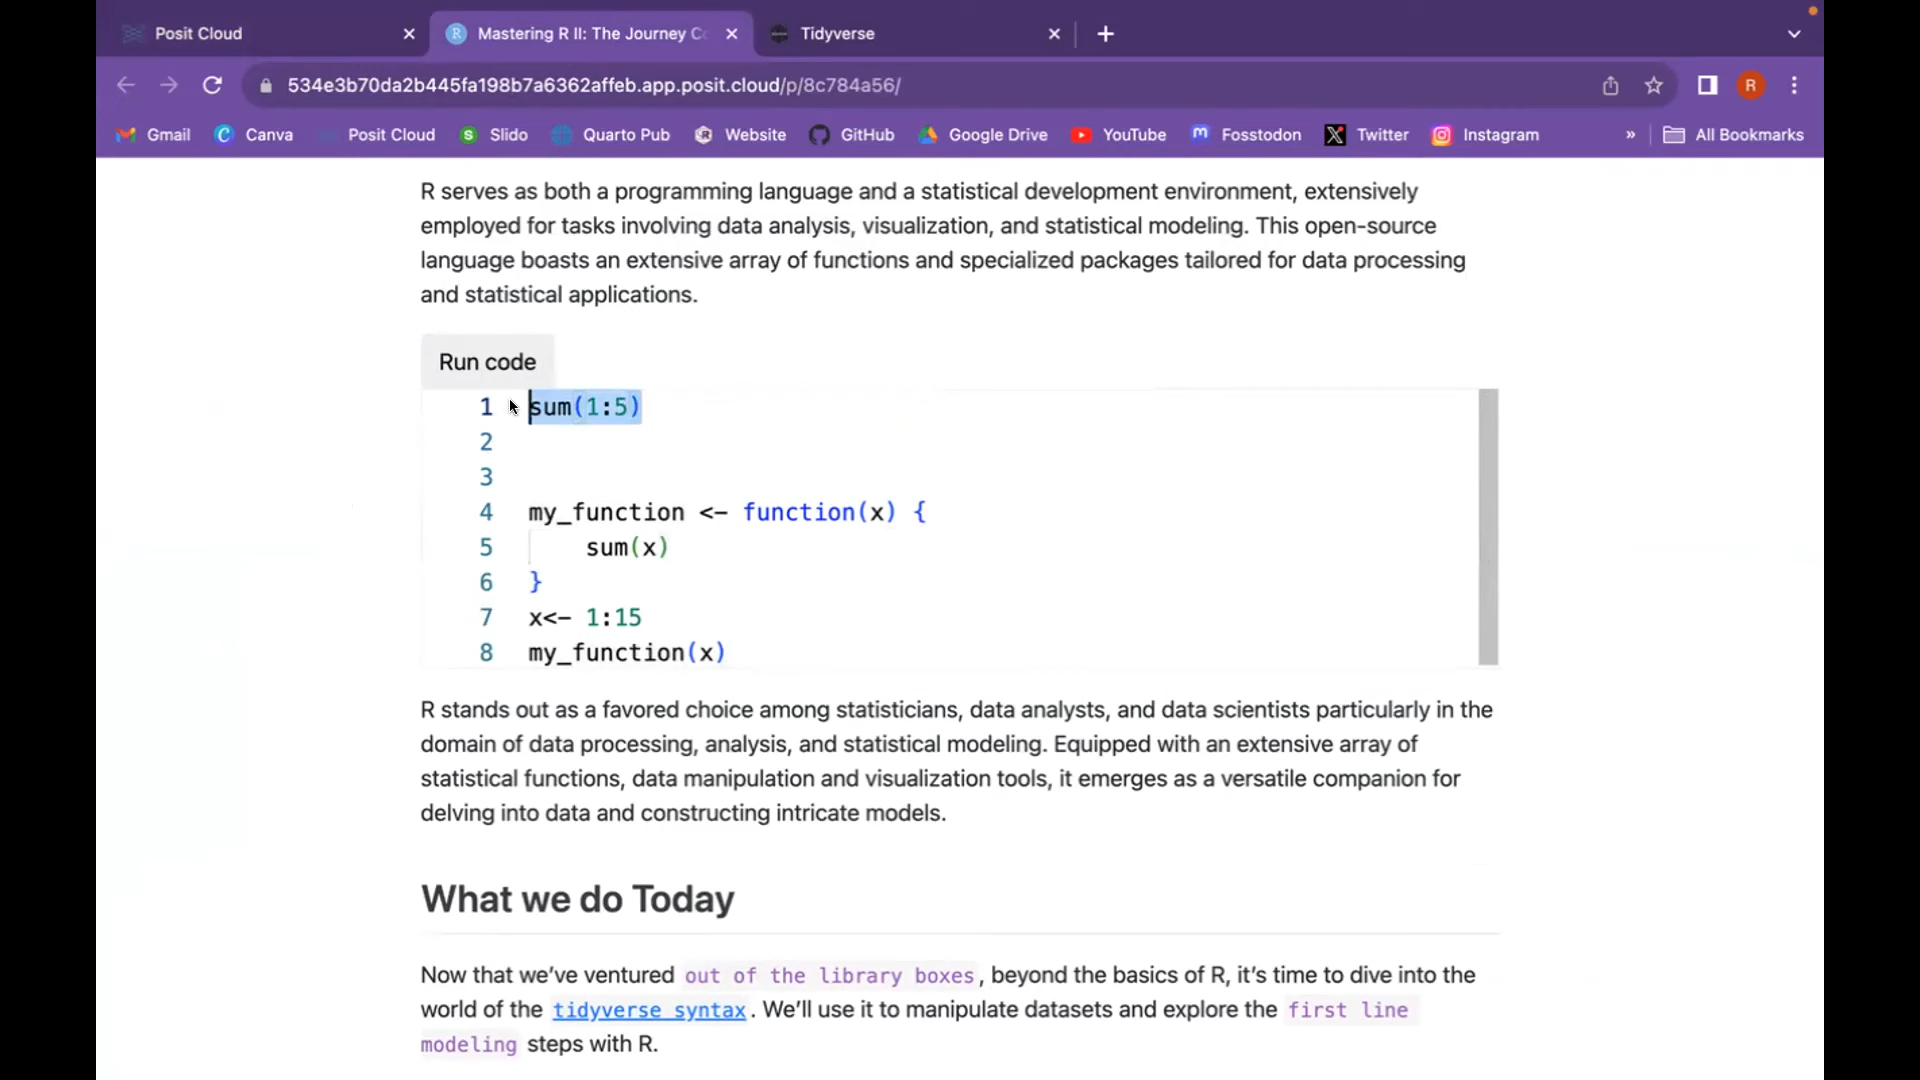 Posit Cloud
Mastering R II: The Journey Co
Tidyverse
534e3b70da2b445fa198b7a6362affeb.app.posit.cloud/p/8c784a56/
R
Gmail Canva Posit Cloud Slido Quarto Pub Website GitHub Google Drive YouTube Fosstodon Twitter Instagram » All Bookmarks
R serves as both a programming language and a statistical development environment, extensively
employed for tasks involving data analysis, visualization, and statistical modeling. This open-source
language boasts an extensive array of functions and specialized packages tailored for data processing
and statistical applications.
Run code
1 sum(1:5)
2
3
4 my_function <- function(x) {
5 sum(x)
6 }
7 x<- 1:15
8 my_function(x)
R stands out as a favored choice among statisticians, data analysts, and data scientists particularly in the
domain of data processing, analysis, and statistical modeling. Equipped with an extensive array of
statistical functions, data manipulation and visualization tools, it emerges as a versatile companion for
delving into data and constructing intricate models.
What we do Today
Now that we’ve ventured out of the library boxes, beyond the basics of R, it’s time to dive into the
world of the tidyverse syntax. We’ll use it to manipulate datasets and explore the first line
modeling steps with R.